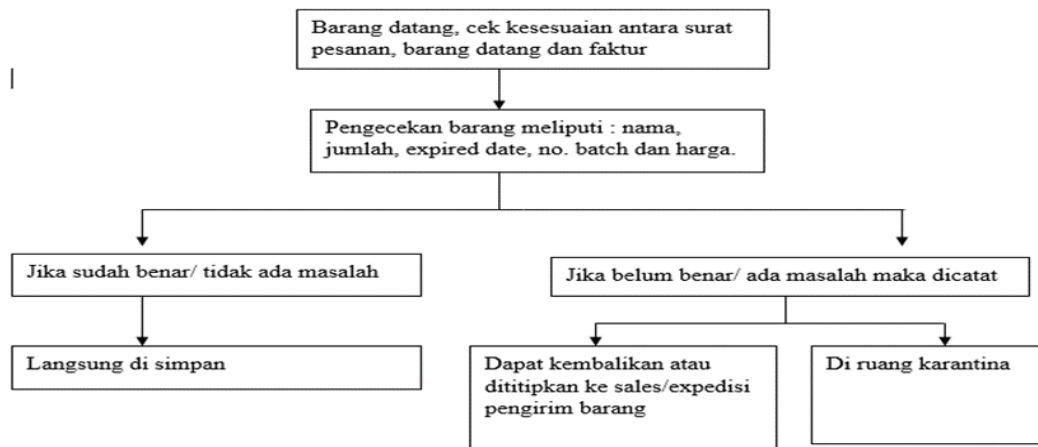 Barang datang, cek kesesuaian antara surat
pesanan, barang datang dan faktur
Pengecekan barang meliputi : nama,
jumlah, expired date, no. batch dan harga.
Jika sudah benar/ tidak ada masalah
Jika belum benar/ ada masalah maka dicatat
Langsung di simpan
Dapat kembalikan atau
dititipkan ke sales/expedisi
pengirim barang
Di ruang karantina